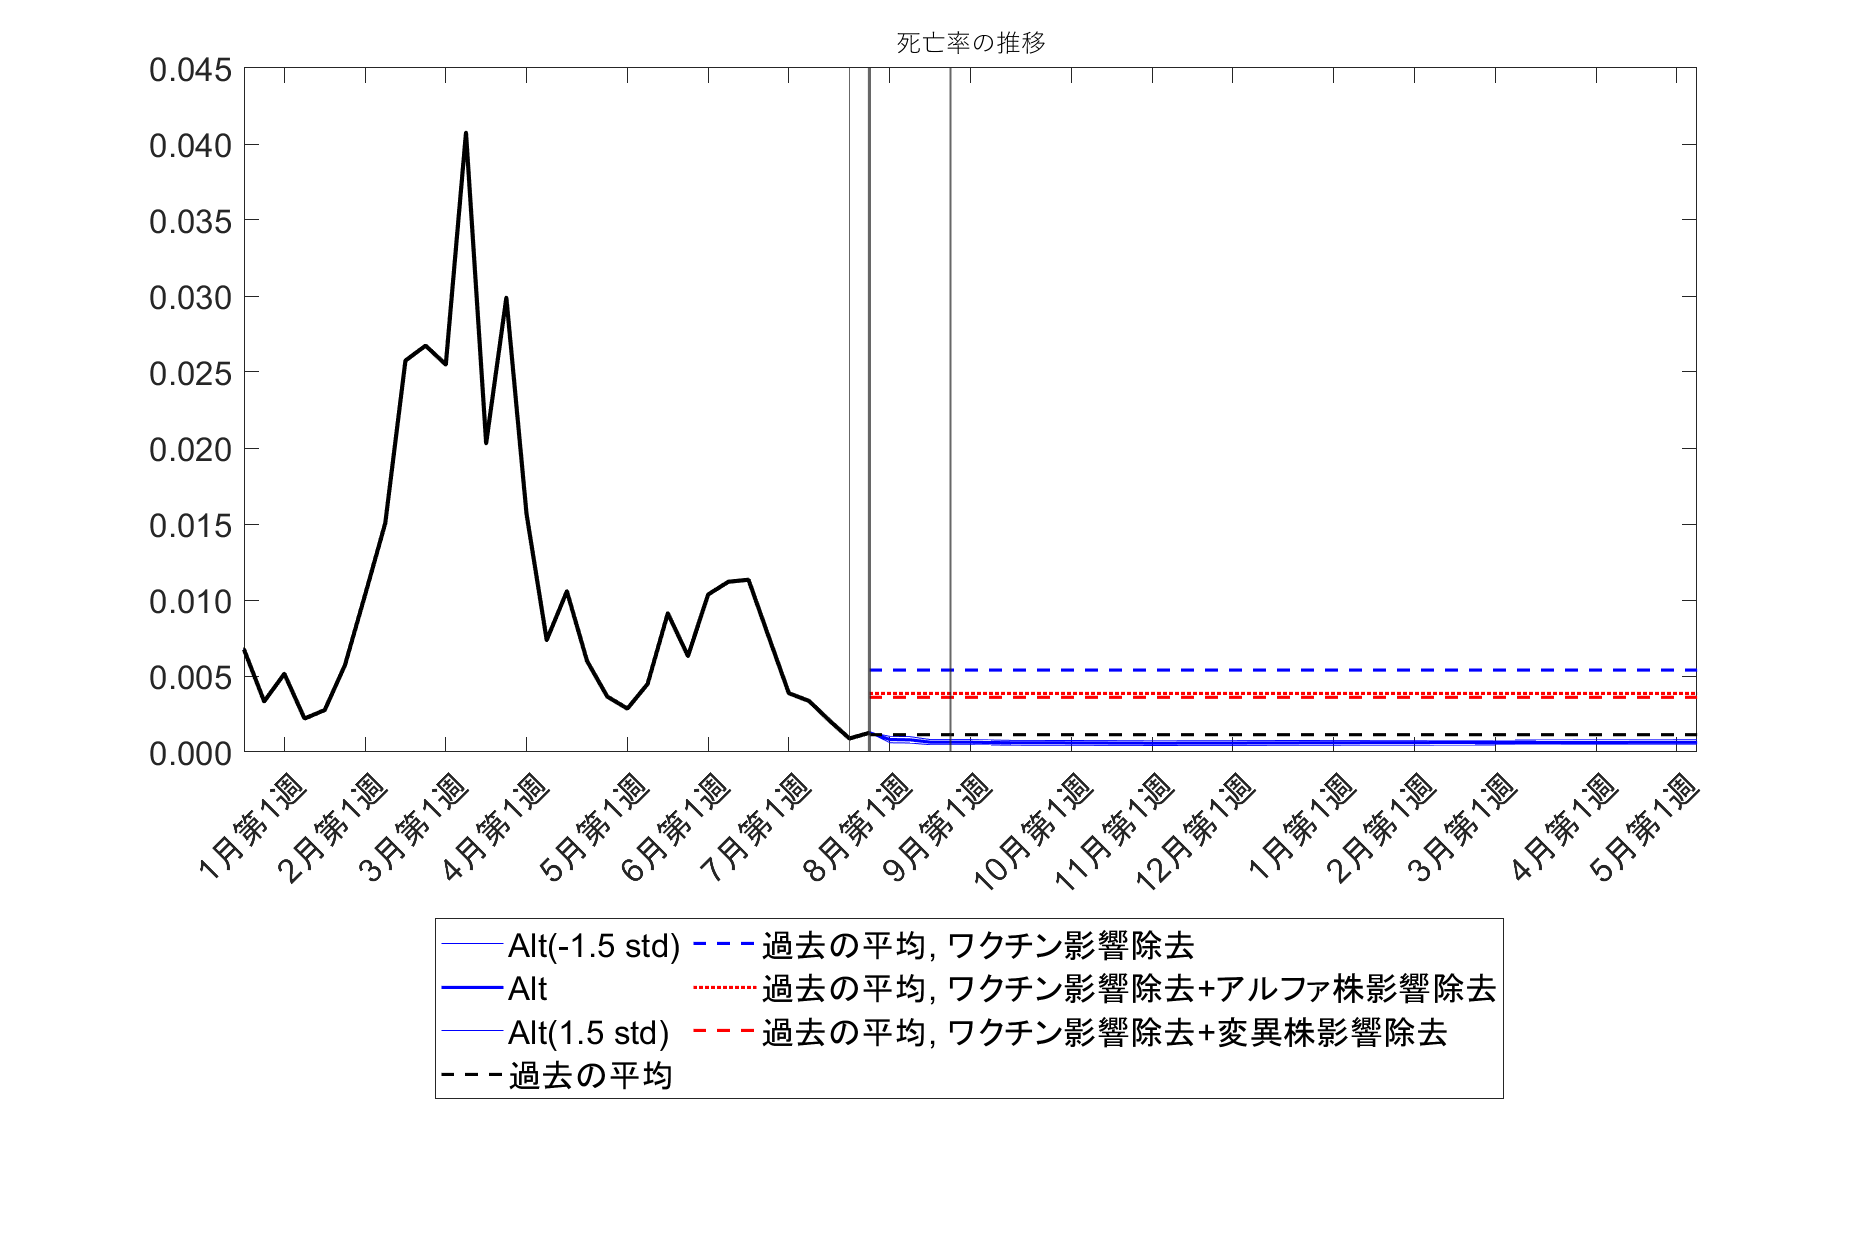 死亡率の推移
0.045
0.040
0.035
0.030
0.025
0.020
0.015
0.010
0.005
0.000
1月第1週
2月第1週
3月第1週
4月第1週
5月第1週
6月第1週
7月第1週
8月第1週
9月第1週
10月第1週
11月第1週
12月第1週
1月第1週
2月第1週
3月第1週
4月第1週
5月第1週
Alt(-1.5 std)
Alt
Alt(1.5 std)
過去の平均
過去の平均, ワクチン影響除去
過去の平均, ワクチン影響除去+アルファ株影響除去
過去の平均, ワクチン影響除去+変異株影響除去